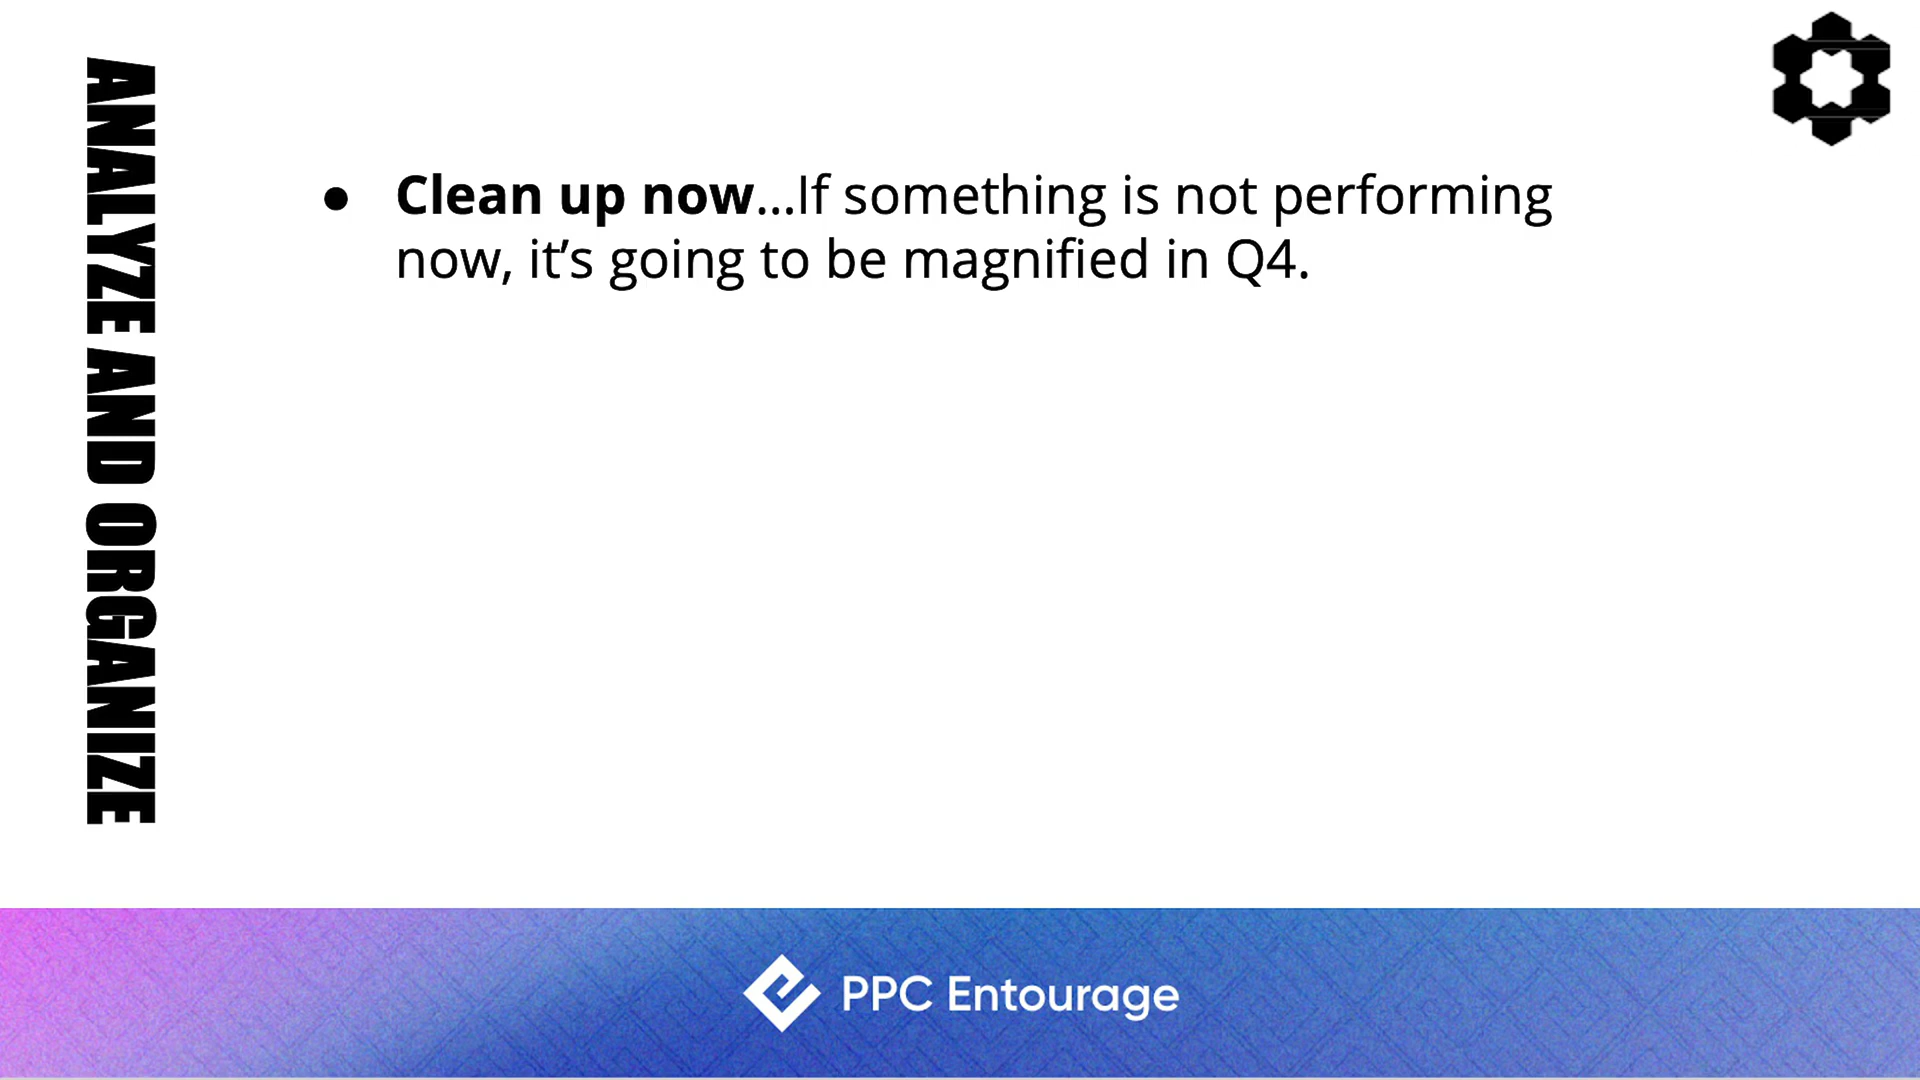 ANALYZE AND ORGANIZE
● Clean up now...If something is not performing
now, it’s going to be magnified in Q4.
PPC Entourage